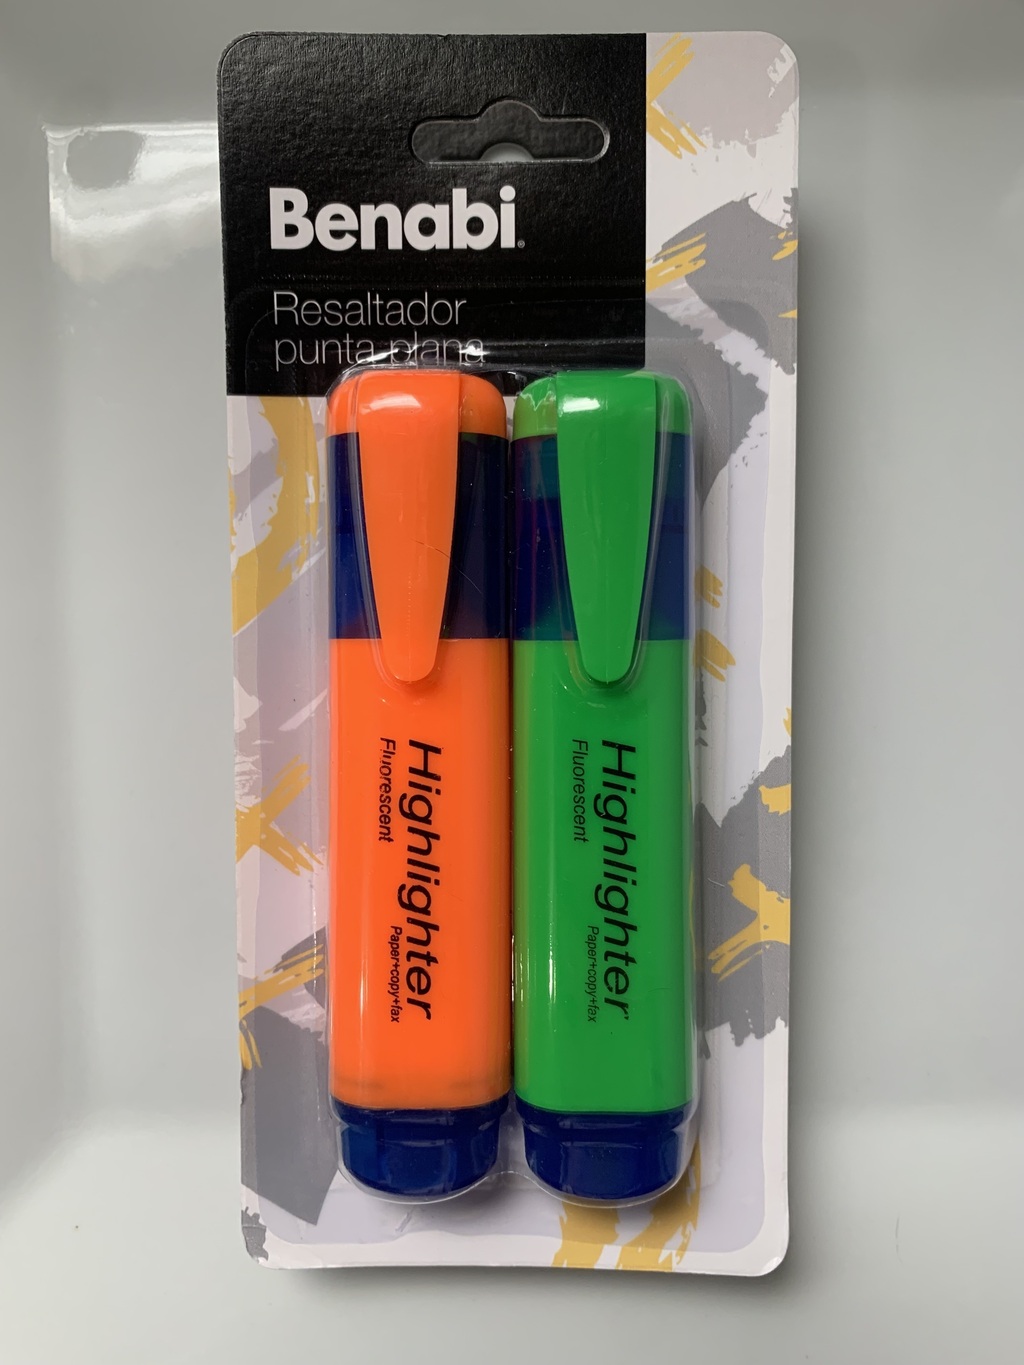 Benabi
Resaltador
punta plana
Highlighter
Fluorescent
Paper+copy+fax
Highlighter
Fluorescent
Paper+copy+fax